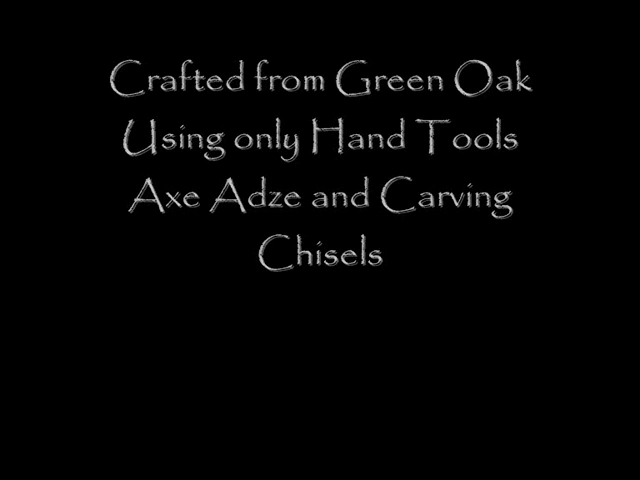 Crafted from Green Oak
Using only Hand Tools
Axe Adze and Carving
Chisels